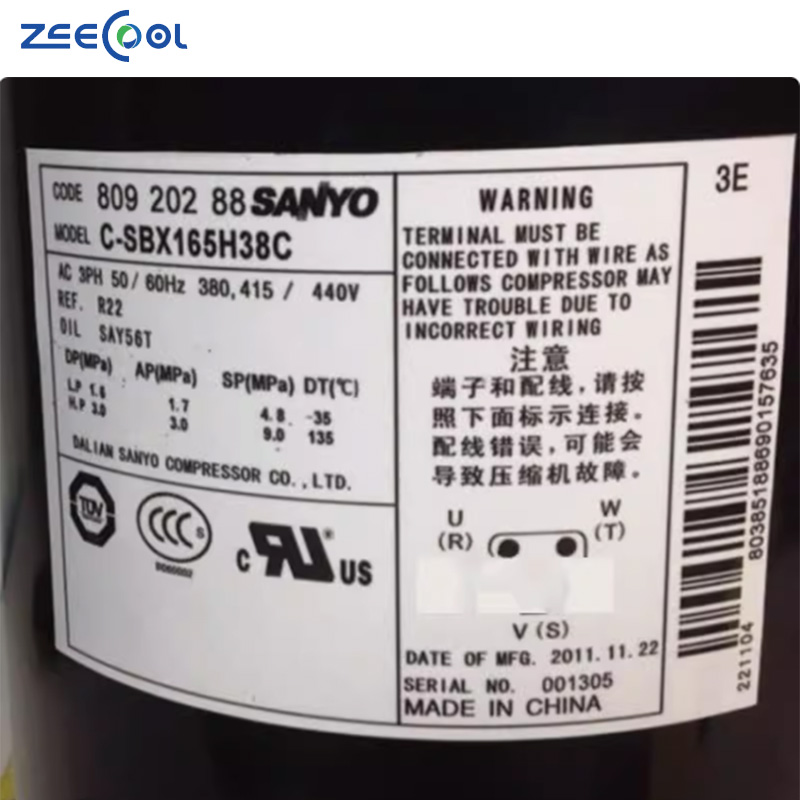 ZEECOOL
CODE 809 202 88 SANYO
MODEL C-SBX165H38C
AC 3PH 50/60Hz 380,415/ 440V
REF. R22
OIL SAY56T
DP(MPa) AP(MPa) SP(MPa) DT(℃)
L.P 1.6 1.7 4.8 -35
H.P 3.0 3.0 9.0 135
DALIAN SANYO COMPRESSOR CO.,LTD.
TÜV
CCC S
C UR ® US
WARNING
TERMINAL MUST BE
CONNECTED WITH WIRE AS
FOLLOWS COMPRESSOR MAY
HAVE TROUBLE DUE TO
INCORRECT WIRING
注意
端子和配线,请按
照下面标示连接。
配线错误,可能会
导致压缩机故障。
U W
(R) (T)
V(S)
DATE OF MFG. 2011.11.22
SERIAL NO. 001305
MADE IN CHINA
3E
80385188690157635
221104